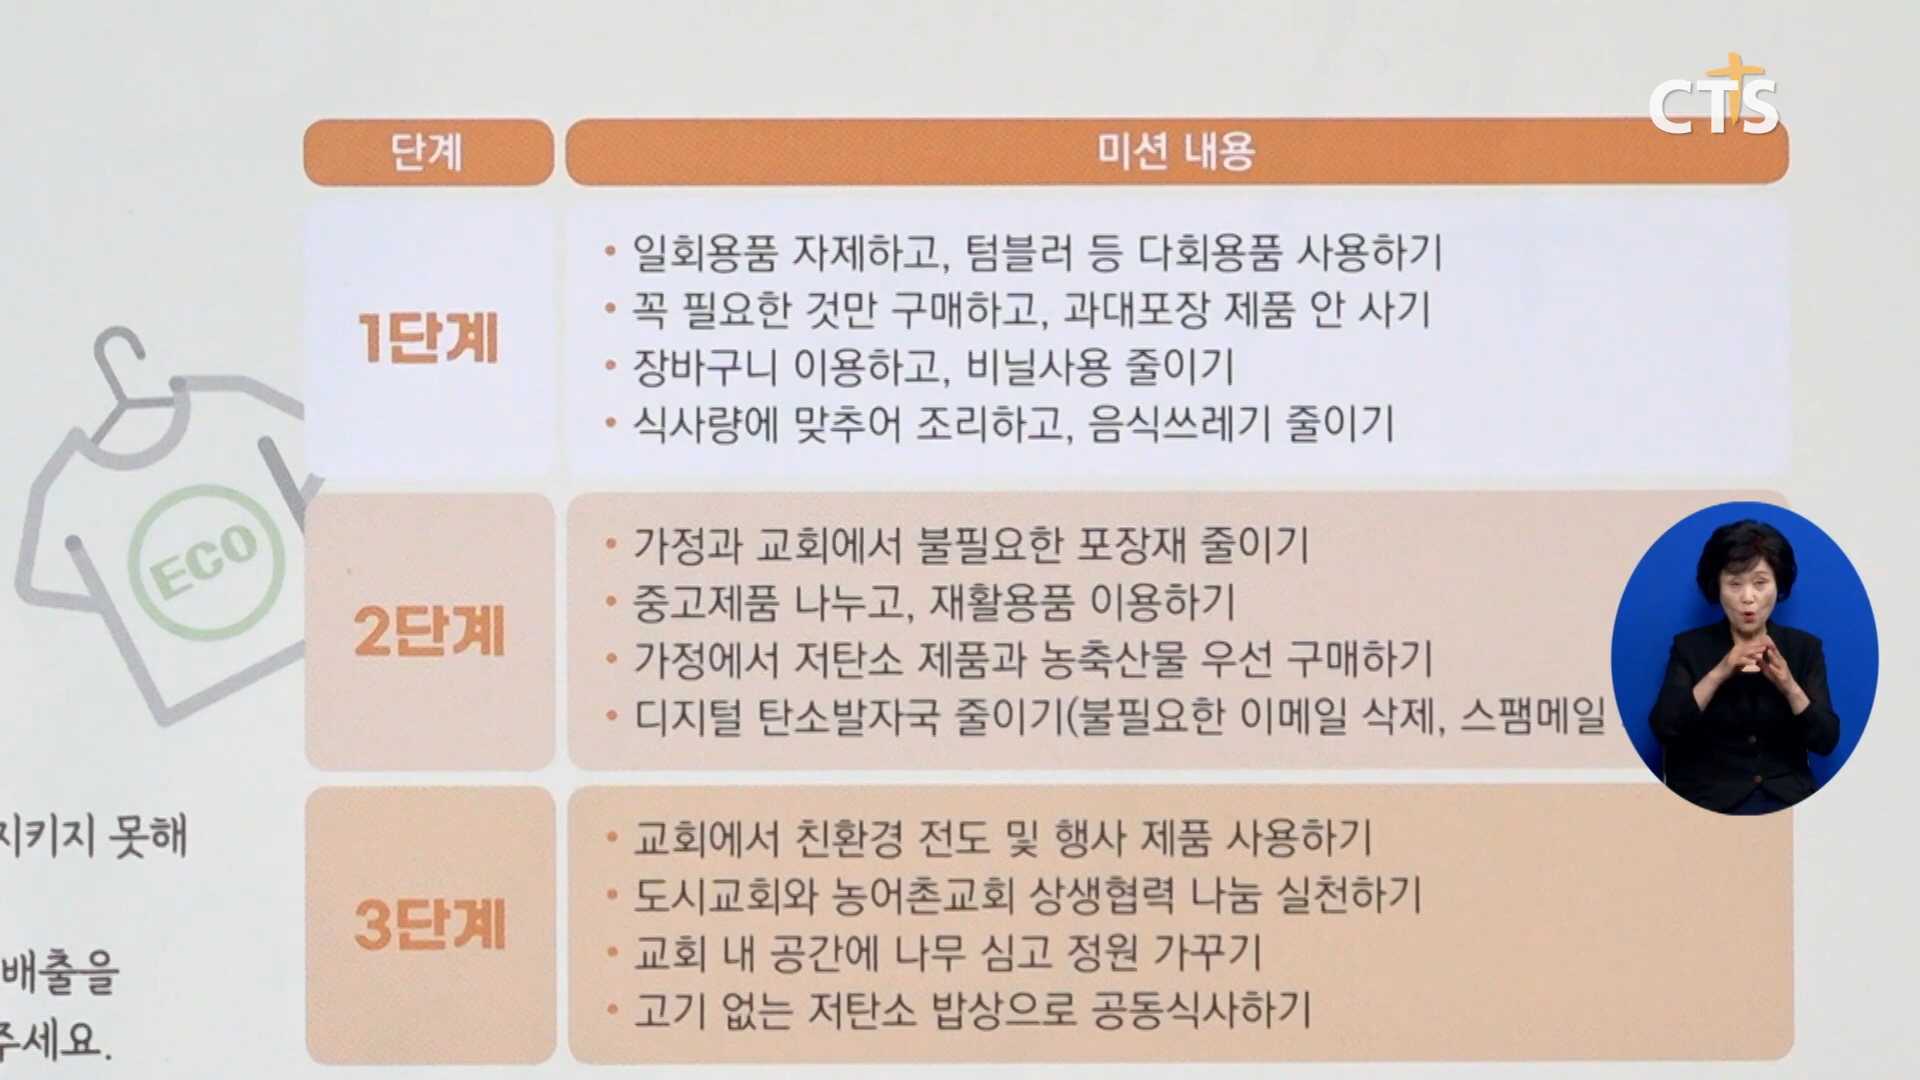 CTS
단계
미션 내용
1단계
• 일회용품 자제하고, 텀블러 등 다회용품 사용하기
• 꼭 필요한 것만 구매하고, 과대포장 제품 안 사기
• 장바구니 이용하고, 비닐사용 줄이기
• 식사량에 맞추어 조리하고, 음식쓰레기 줄이기
ECO
2단계
• 가정과 교회에서 불필요한 포장재 줄이기
• 중고제품 나누고, 재활용품 이용하기
• 가정에서 저탄소 제품과 농축산물 우선 구매하기
• 디지털 탄소발자국 줄이기(불필요한 이메일 삭제, 스팸메일
3단계
• 교회에서 친환경 전도 및 행사 제품 사용하기
• 도시교회와 농어촌교회 상생협력 나눔 실천하기
• 교회 내 공간에 나무 심고 정원 가꾸기
• 고기 없는 저탄소 밥상으로 공동식사하기
지키지 못해
배출을
주세요.